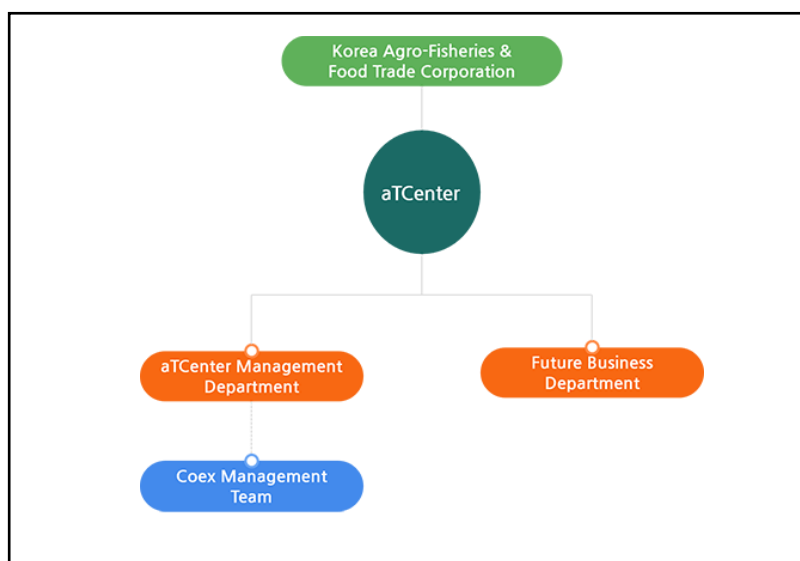 Korea Agro-Fisheries &
Food Trade Corporation
aTCenter
aTCenter Management
Department
Future Business
Department
Coex Management
Team